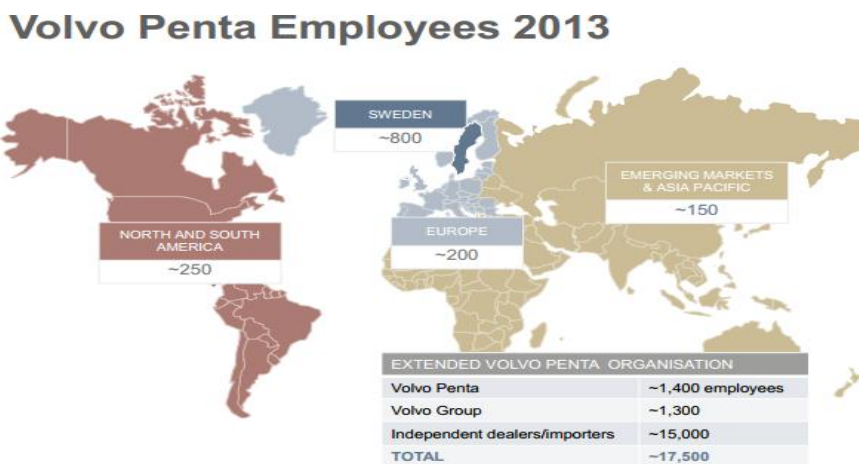 Volvo Penta Employees 2013
SWEDEN
~800
EMERGING MARKETS
& ASIA PACIFIC
~150
NORTH AND SOUTH
AMERICA
~250
EUROPE
~200
EXTENDED VOLVO PENTA ORGANISATION
Volvo Penta ~1,400 employees
Volvo Group ~1,300
Independent dealers/importers ~15,000
TOTAL ~17,500